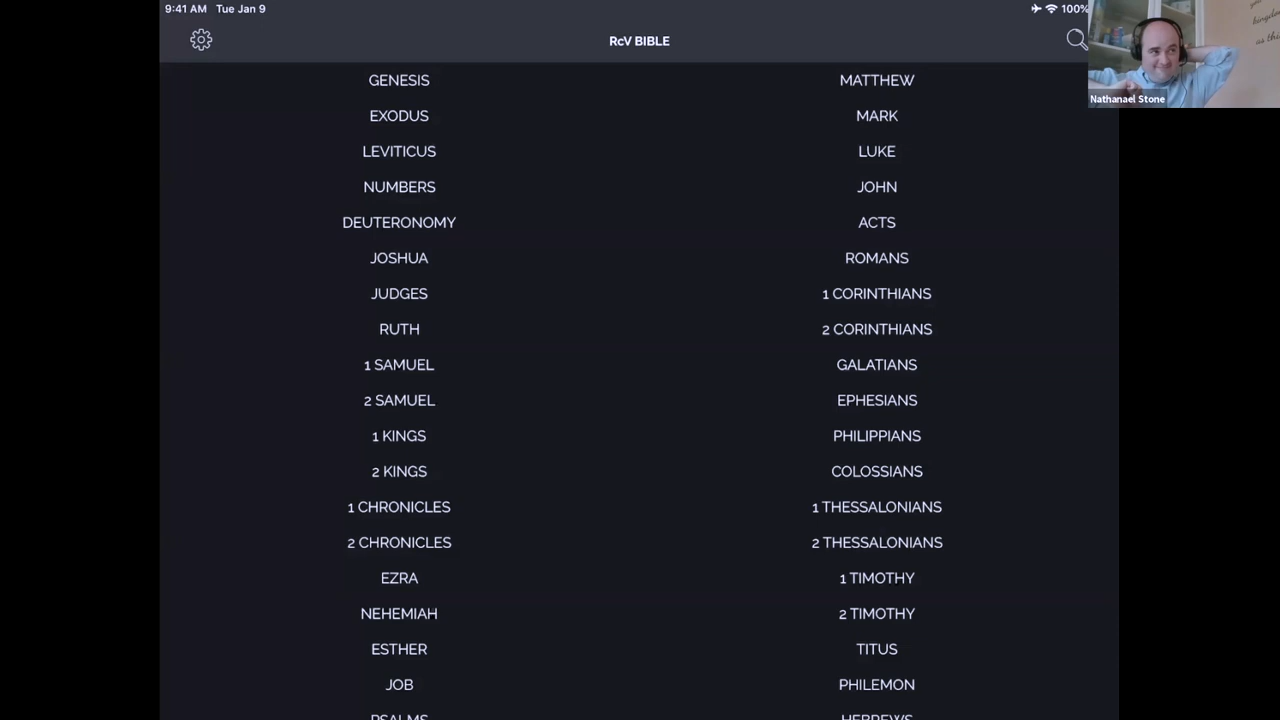 9:41 AM Tue Jan 9
100%
RcV BIBLE
GENESIS
EXODUS
LEVITICUS
NUMBERS
DEUTERONOMY
JOSHUA
JUDGES
RUTH
1 SAMUEL
2 SAMUEL
1 KINGS
2 KINGS
1 CHRONICLES
2 CHRONICLES
EZRA
NEHEMIAH
ESTHER
JOB
PSALMS
MATTHEW
MARK
LUKE
JOHN
ACTS
ROMANS
1 CORINTHIANS
2 CORINTHIANS
GALATIANS
EPHESIANS
PHILIPPIANS
COLOSSIANS
1 THESSALONIANS
2 THESSALONIANS
1 TIMOTHY
2 TIMOTHY
TITUS
PHILEMON
HEBREWS
Nathanael Stone